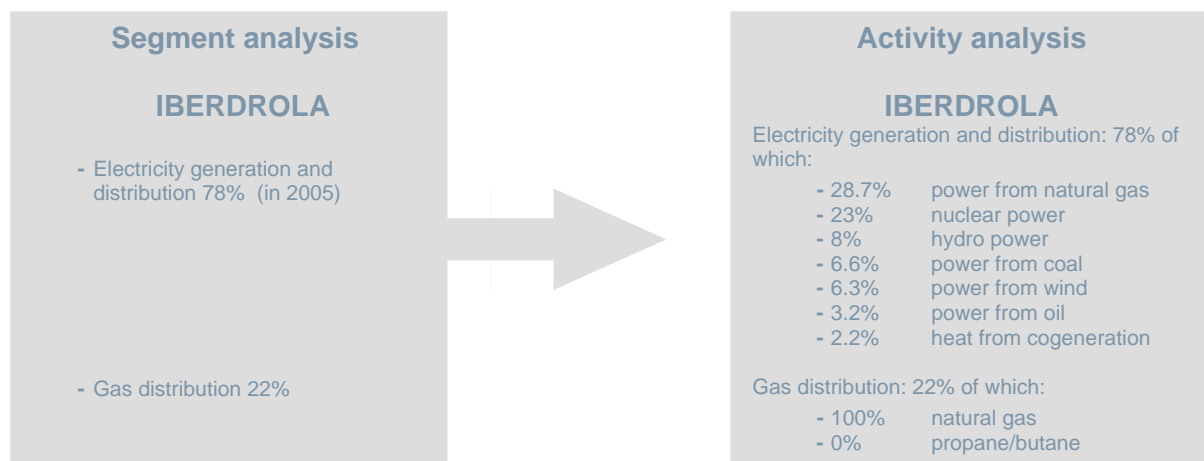 Segment analysis
IBERDROLA
- Electricity generation and
distribution 78% (in 2005)
- Gas distribution 22%
Activity analysis
IBERDROLA
Electricity generation and distribution: 78% of
which:
- 28.7% power from natural gas
- 23% nuclear power
- 8% hydro power
- 6.6% power from coal
- 6.3% power from wind
- 3.2% power from oil
- 2.2% heat from cogeneration
Gas distribution: 22% of which:
- 100% natural gas
- 0% propane/butane